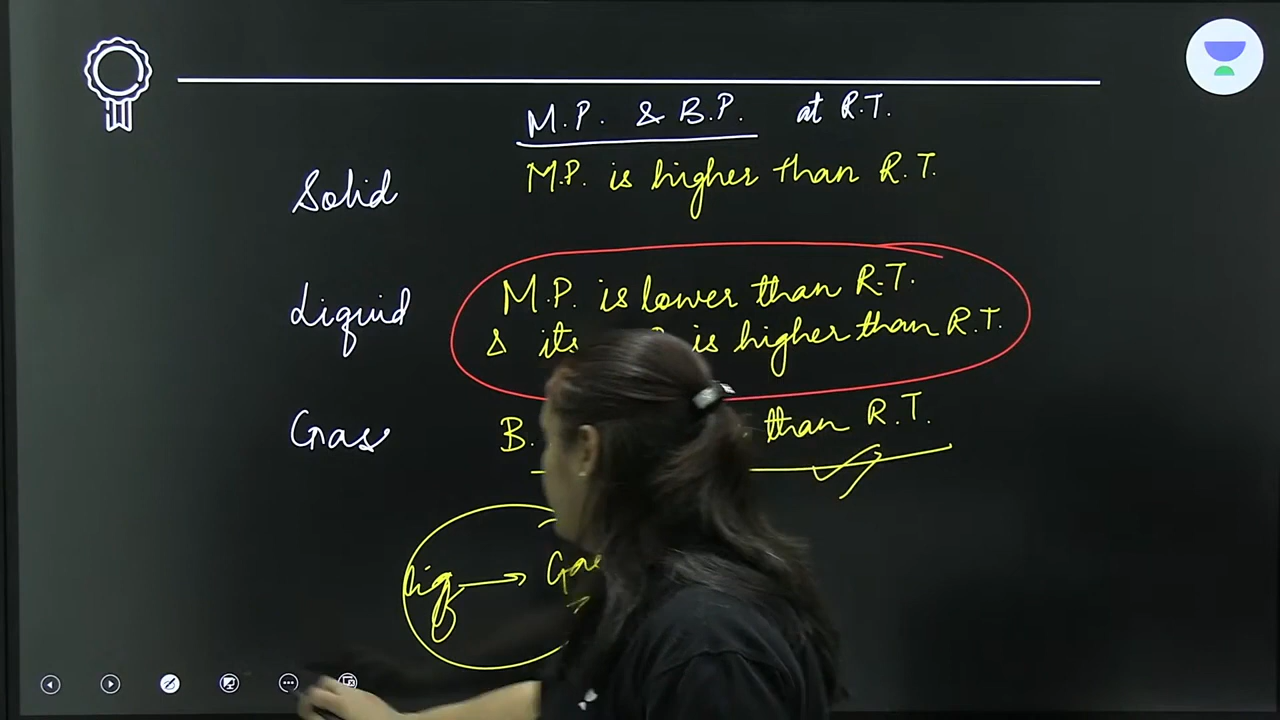 M.P. & B.P. at R.T.
Solid M.P. is higher than R.T.
Liquid M.P. is lower than R.T.
& its is higher than R.T.
Gas B. than R.T.
liq → Gas